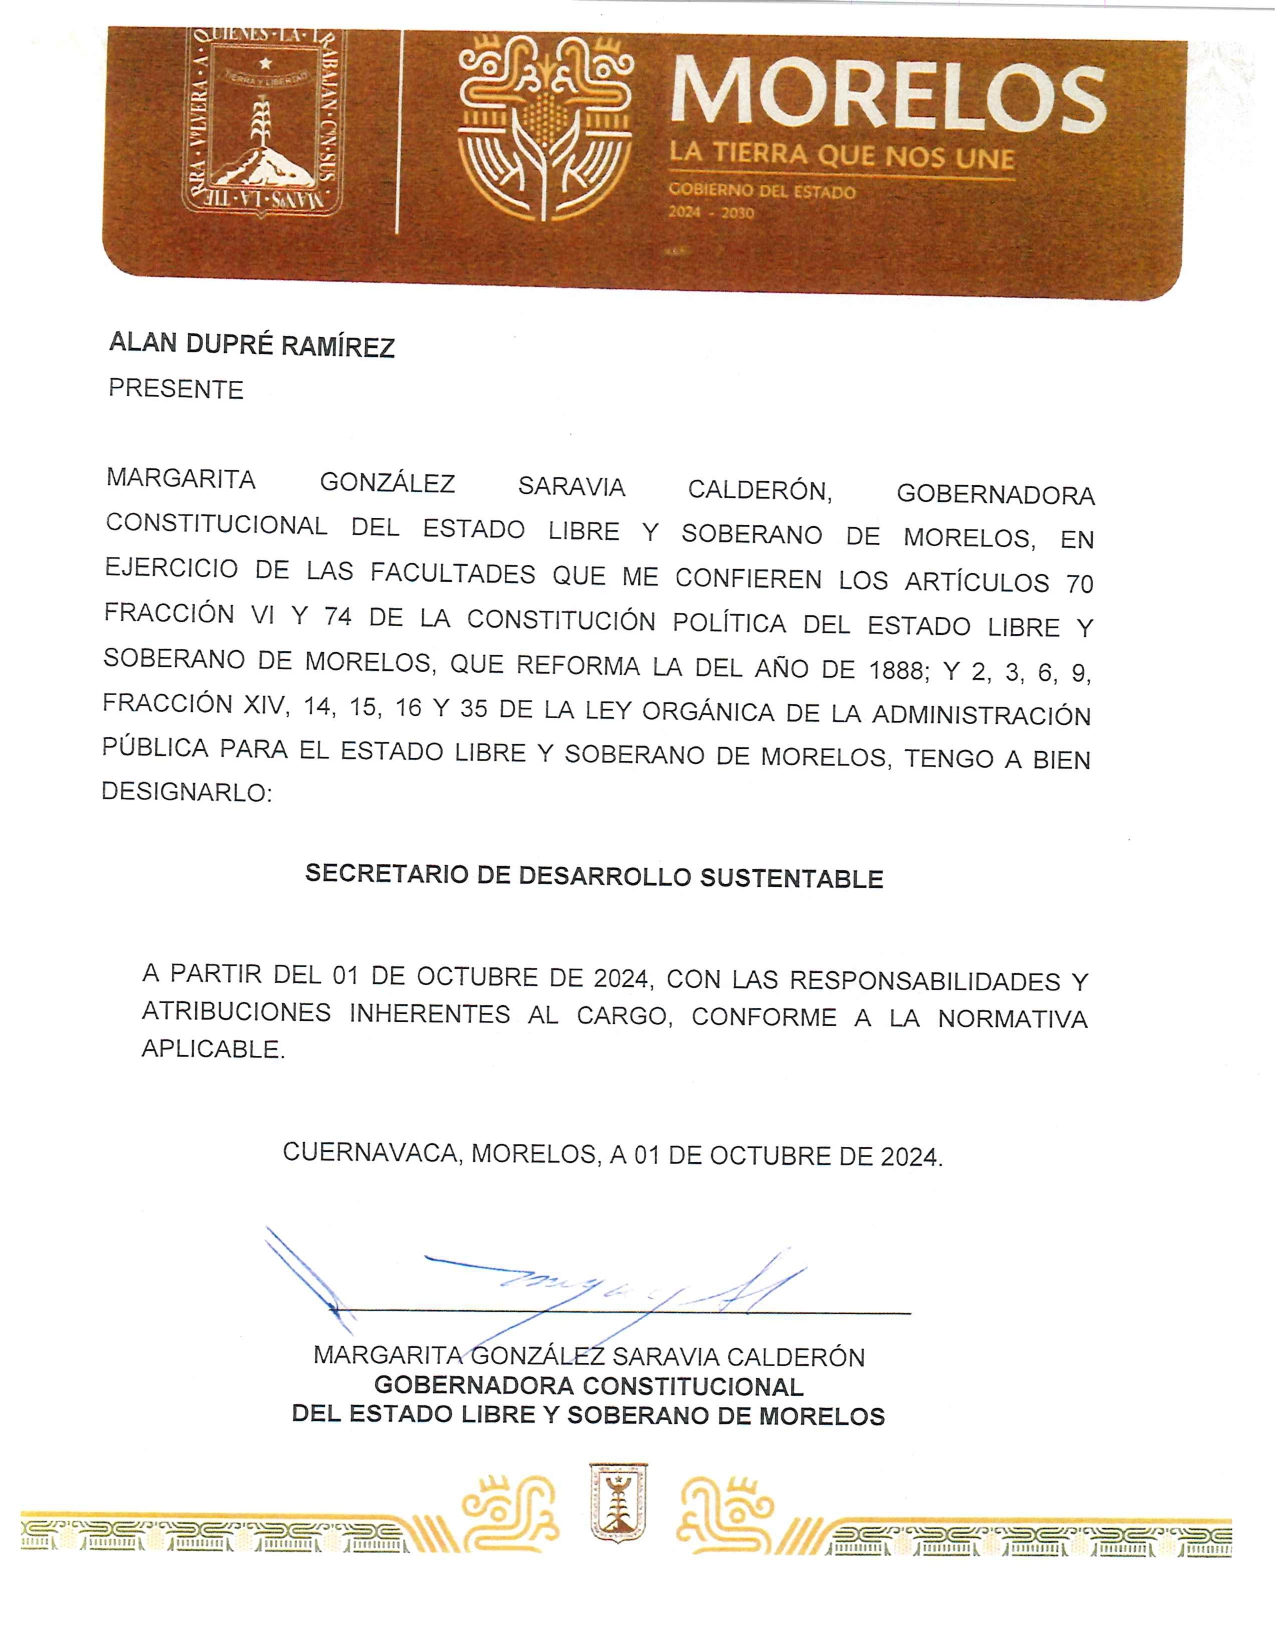 TIERRA Y LIBERTAD
MORELOS
LA TIERRA QUE NOS UNE
GOBIERNO DEL ESTADO
2024 - 2030
ALAN DUPRÉ RAMÍREZ
PRESENTE
MARGARITA GONZÁLEZ SARAVIA CALDERÓN, GOBERNADORA
CONSTITUCIONAL DEL ESTADO LIBRE Y SOBERANO DE MORELOS, EN
EJERCICIO DE LAS FACULTADES QUE ME CONFIEREN LOS ARTÍCULOS 70
FRACCIÓN VI Y 74 DE LA CONSTITUCIÓN POLÍTICA DEL ESTADO LIBRE Y
SOBERANO DE MORELOS, QUE REFORMA LA DEL AÑO DE 1888; Y 2, 3, 6, 9,
FRACCIÓN XIV, 14, 15, 16 Y 35 DE LA LEY ORGÁNICA DE LA ADMINISTRACIÓN
PÚBLICA PARA EL ESTADO LIBRE Y SOBERANO DE MORELOS, TENGO A BIEN
DESIGNARLO:
SECRETARIO DE DESARROLLO SUSTENTABLE
A PARTIR DEL 01 DE OCTUBRE DE 2024, CON LAS RESPONSABILIDADES Y
ATRIBUCIONES INHERENTES AL CARGO, CONFORME A LA NORMATIVA
APLICABLE.
CUERNAVACA, MORELOS, A 01 DE OCTUBRE DE 2024.
MARGARITA GONZÁLEZ SARAVIA CALDERÓN
GOBERNADORA CONSTITUCIONAL
DEL ESTADO LIBRE Y SOBERANO DE MORELOS